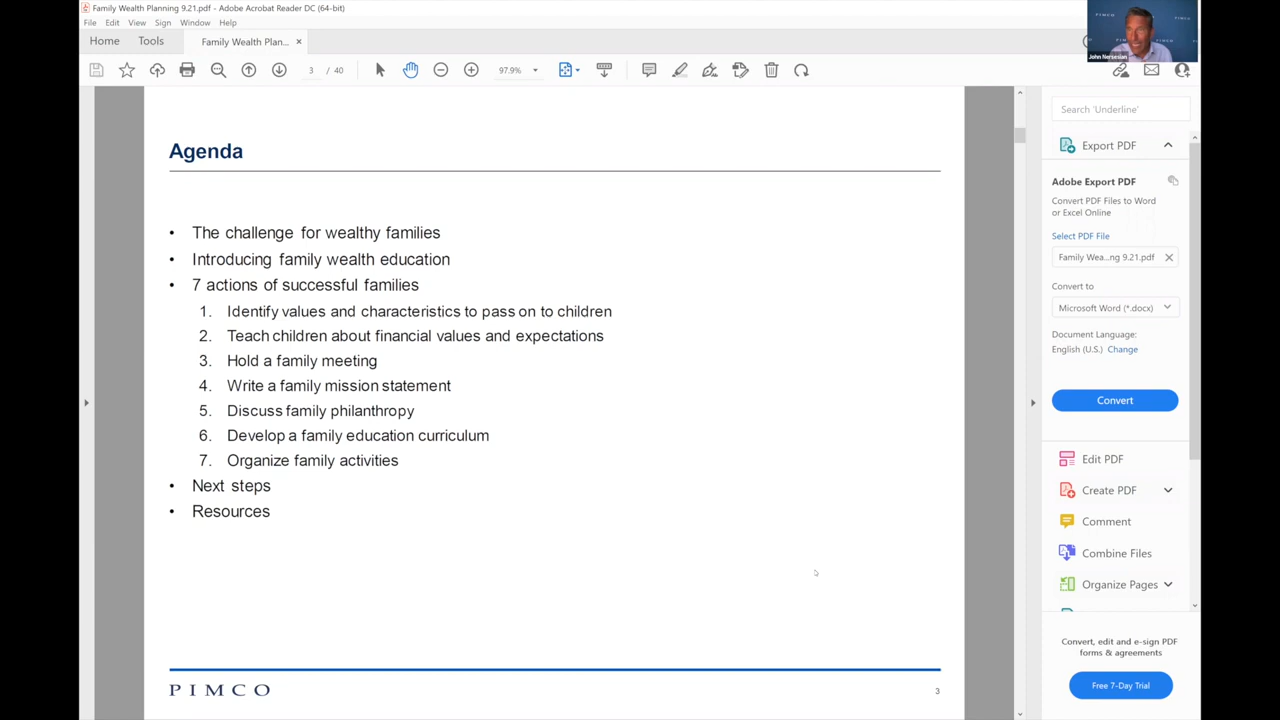 Family Wealth Planning 9.21.pdf - Adobe Acrobat Reader DC (64-bit)
File Edit View Sign Window Help
Home Tools Family Wealth Plan... ×
3 / 40 97.9%
PIMCO
John Nersesian
Agenda
• The challenge for wealthy families
• Introducing family wealth education
• 7 actions of successful families
1. Identify values and characteristics to pass on to children
2. Teach children about financial values and expectations
3. Hold a family meeting
4. Write a family mission statement
5. Discuss family philanthropy
6. Develop a family education curriculum
7. Organize family activities
• Next steps
• Resources
PIMCO
3
Search 'Underline'
Export PDF
Adobe Export PDF
Convert PDF Files to Word
or Excel Online
Select PDF File
Family Wea...ng 9.21.pdf
Convert to
Microsoft Word (*.docx)
Document Language:
English (U.S.) Change
Convert
Edit PDF
Create PDF
Comment
Combine Files
Organize Pages
Convert, edit and e-sign PDF
forms & agreements
Free 7-Day Trial